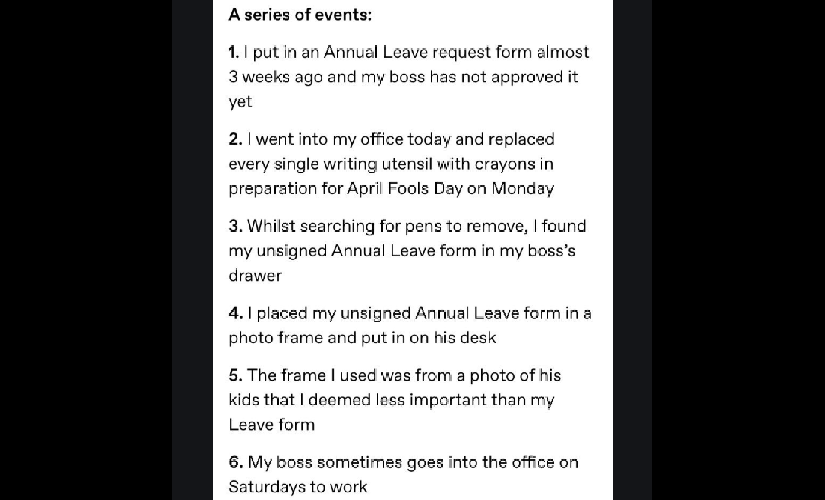 A series of events:
1. I put in an Annual Leave request form almost
3 weeks ago and my boss has not approved it
yet
2. I went into my office today and replaced
every single writing utensil with crayons in
preparation for April Fools Day on Monday
3. Whilst searching for pens to remove, I found
my unsigned Annual Leave form in my boss's
drawer
4. I placed my unsigned Annual Leave form in a
photo frame and put in on his desk
5. The frame I used was from a photo of his
kids that I deemed less important than my
Leave form
6. My boss sometimes goes into the office on
Saturdays to work